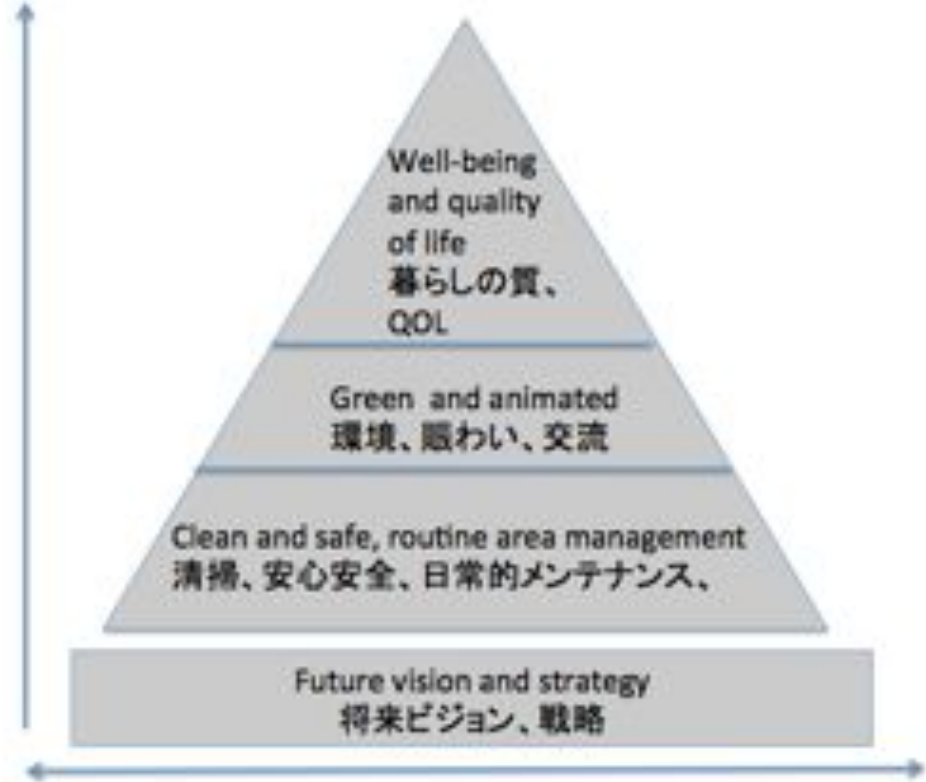 Well-being
and quality
of life
暮らしの質、
QOL
Green and animated
環境、賑わい、交流
Clean and safe, routine area management
清掃、安心安全、日常的メンテナンス、
Future vision and strategy
将来ビジョン、戦略